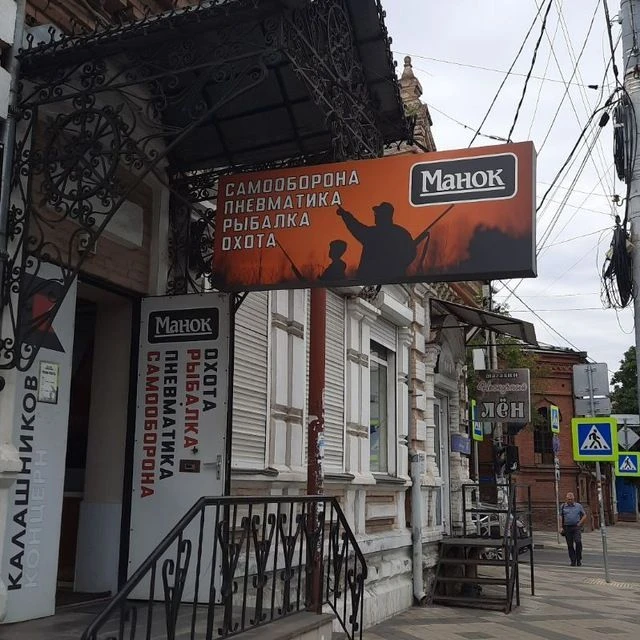 САМООБОРОНА
ПНЕВМАТИКА
РЫБАЛКА
ОХОТА
МАНОК
МАНОК
ОХОТА
РЫБАЛКА+
ПНЕВМАТИКА
САМООБОРОНА
КАЛАШНИКОВ
КОНЦЕРН
ЛЁН